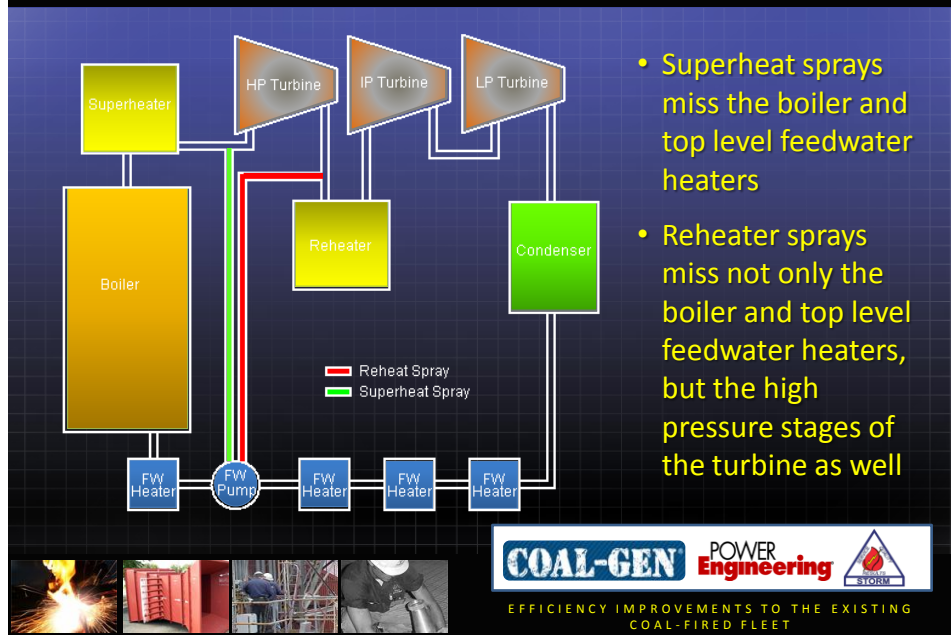 HP Turbine
IP Turbine
LP Turbine
Superheater
Reheater
Condenser
Boiler
Reheat Spray
Superheat Spray
FW
Heater
FW
Pump
FW
Heater
FW
Heater
FW
Heater
• Superheat sprays
miss the boiler and
top level feedwater
heaters
• Reheater sprays
miss not only the
boiler and top level
feedwater heaters,
but the high
pressure stages of
the turbine as well
COAL-GEN
POWER
Engineering
STORM
EFFICIENCY IMPROVEMENTS TO THE EXISTING
COAL-FIRED FLEET